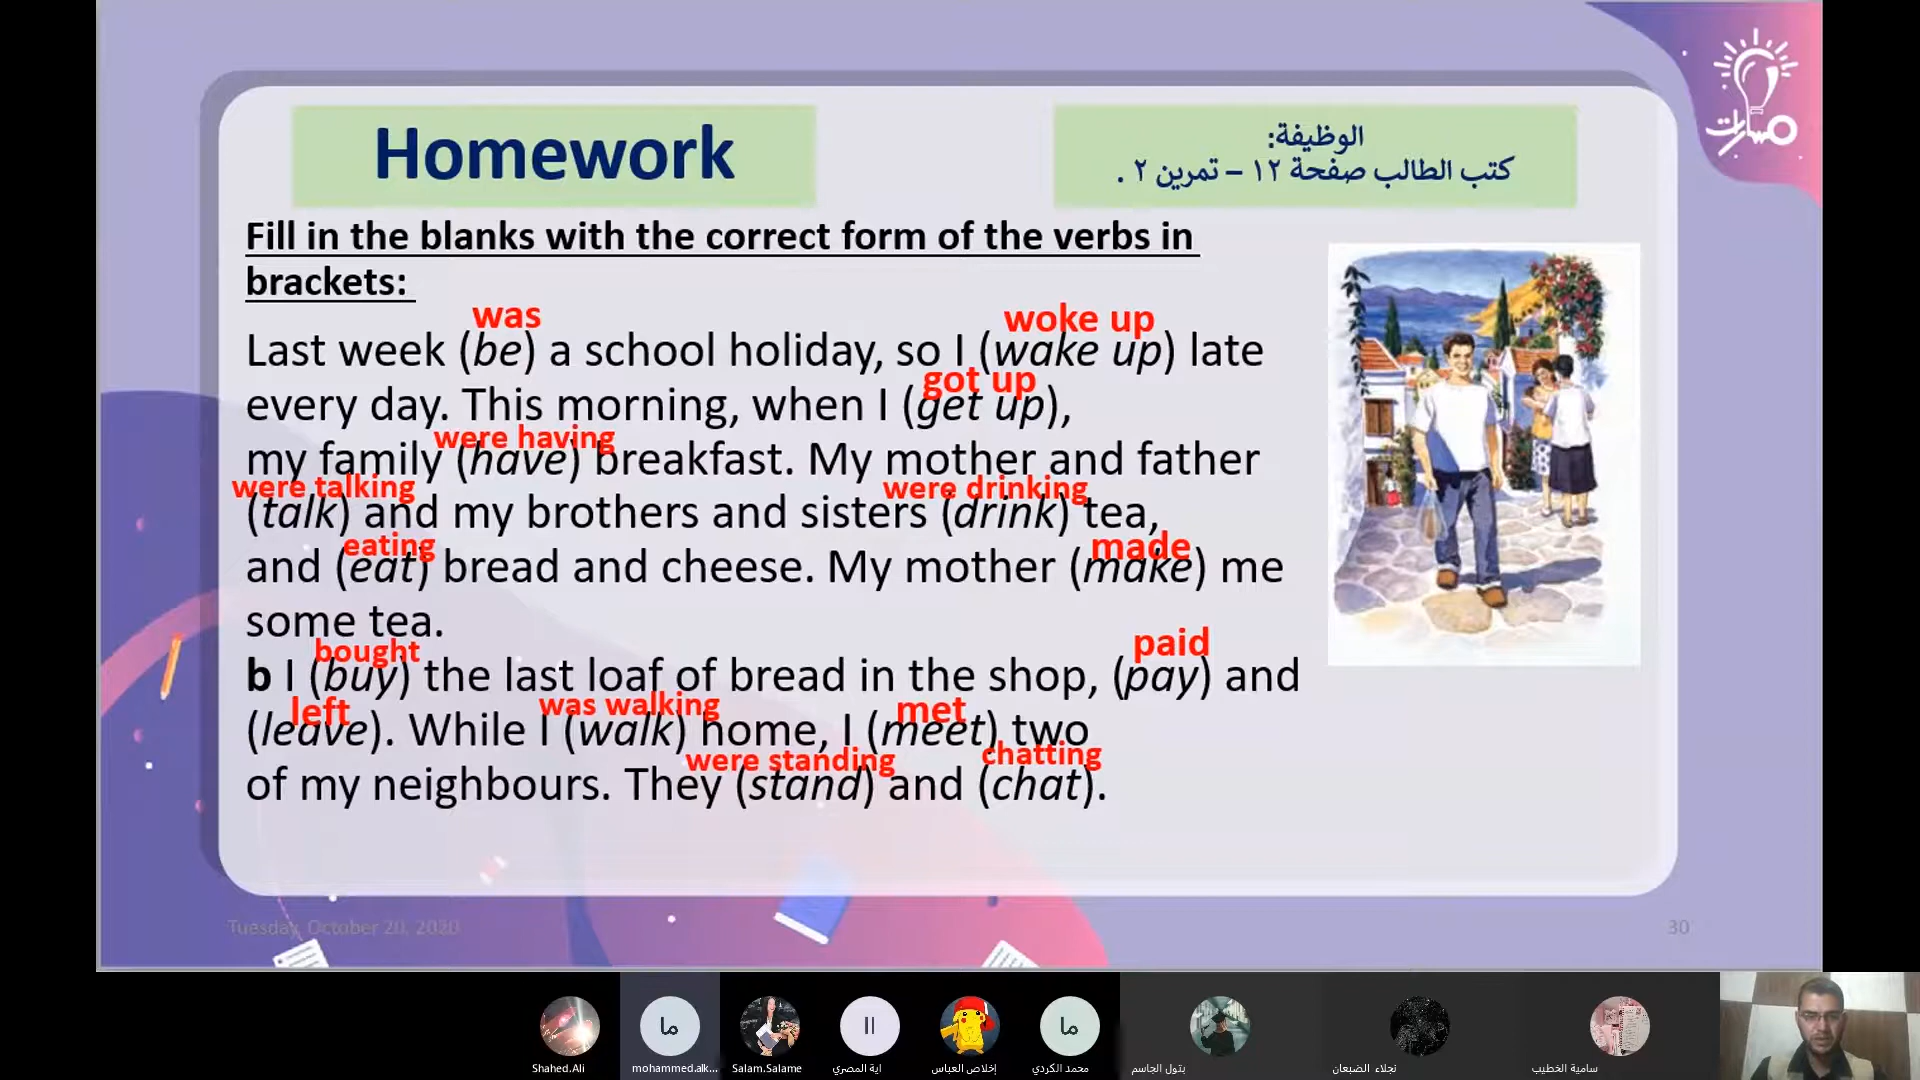 Homework
الوظيفة:
كتب الطالب صفحة ١٢ – تمرين ٢ .
مسارات
Fill in the blanks with the correct form of the verbs in
brackets:
was
woke up
Last week (be) a school holiday, so I (wake up) late
got up
every day. This morning, when I (get up),
were having
my family (have) breakfast. My mother and father
were talking
were drinking
(talk) and my brothers and sisters (drink) tea,
eating
made
and (eat) bread and cheese. My mother (make) me
some tea.
bought
paid
b I (buy) the last loaf of bread in the shop, (pay) and
left
was walking
met
(leave). While I (walk) home, I (meet) two
were standing
chatting
of my neighbours. They (stand) and (chat).
Tuesday, October 20, 2020
30
ما
اا
ما
Shahed.Ali
mohammed.alk...
Salam.Salame
اية المصري
إخلاص العباس
محمد الكردي
بتول الجاسم
نجلاء الضبعان
سامية الخطيب